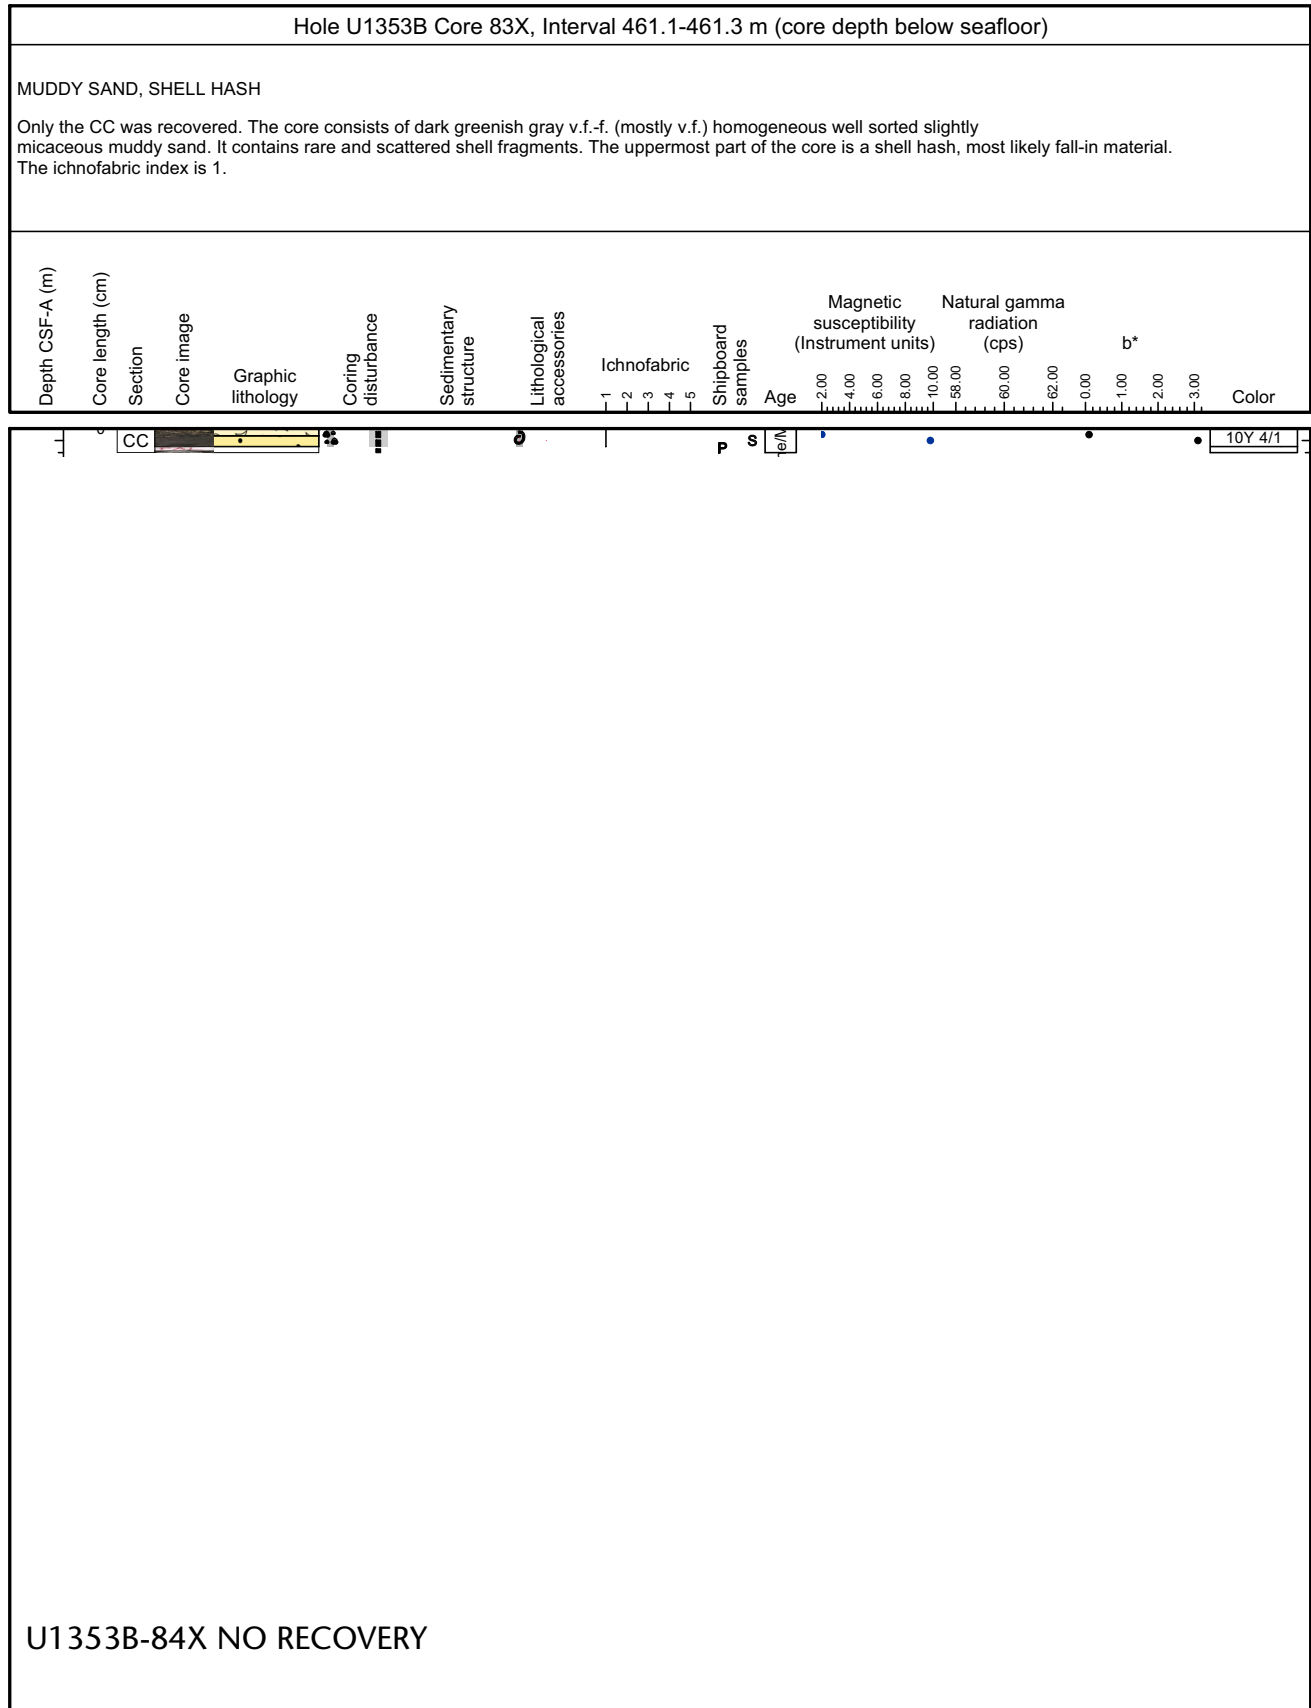 Hole U1353B Core 83X, Interval 461.1-461.3 m (core depth below seafloor)
MUDDY SAND, SHELL HASH
Only the CC was recovered. The core consists of dark greenish gray v.f.-f. (mostly v.f.) homogeneous well sorted slightly
micaceous muddy sand. It contains rare and scattered shell fragments. The uppermost part of the core is a shell hash, most likely fall-in material.
The ichnofabric index is 1.
Depth CSF-A (m)
Core length (cm)
Section
Core image
Graphic
lithology
Coring
disturbance
Sedimentary
structure
Lithological
accessories
Ichnofabric
1 2 3 4 5
Shipboard
samples
Age
Magnetic
susceptibility
(Instrument units)
2.00 4.00 6.00 8.00 10.00
Natural gamma
radiation
(cps)
58.00 60.00 62.00
b*
0.00 1.00 2.00 3.00
Color
CC
P
S
10Y 4/1
U1353B-84X NO RECOVERY